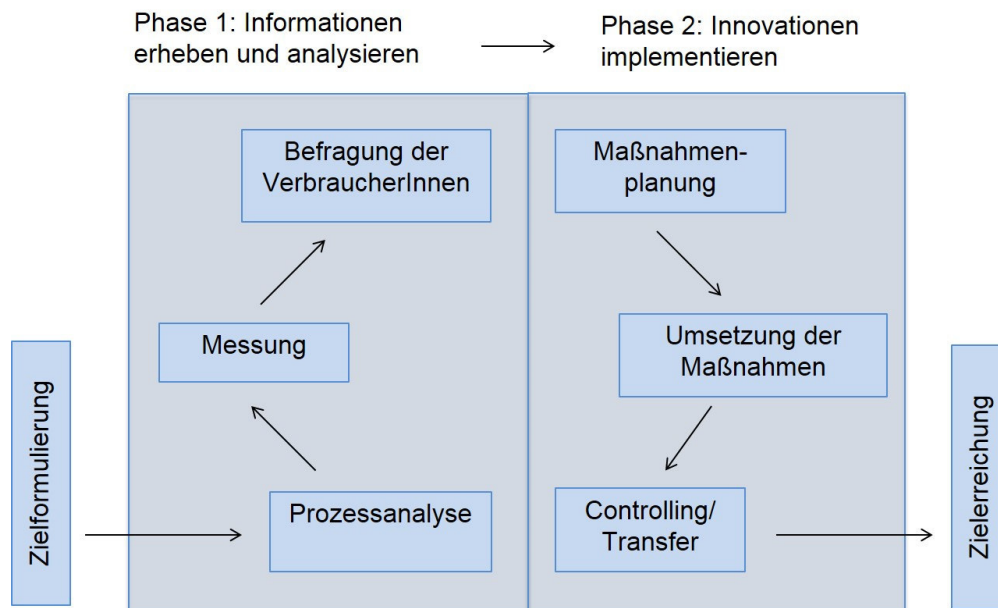 Phase 1: Informationen
erheben und analysieren
Phase 2: Innovationen
implementieren
Zielformulierung
Prozessanalyse
Messung
Befragung der
VerbraucherInnen
Maßnahmen-
planung
Umsetzung der
Maßnahmen
Controlling/
Transfer
Zielerreichung